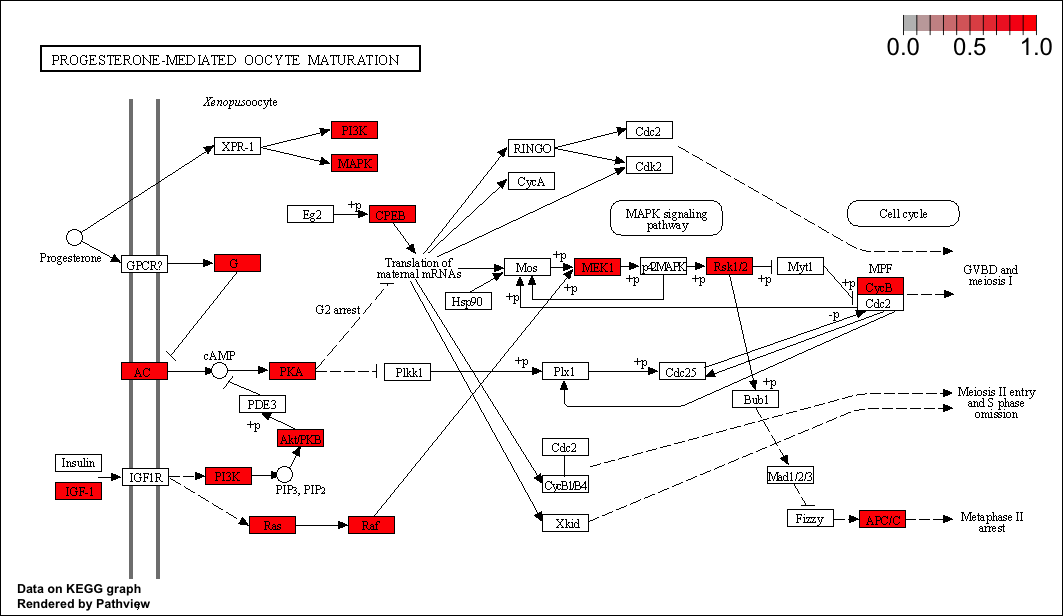 0.0 0.5 1.0
PROGESTERONE-MEDIATED OOCYTE MATURATION
Xenopus oocyte
PI3K
XPR-1
MAPK
RINGO
Cdc2
Cdk2
CycA
Eg2
+p
CPEB
MAPK signaling
pathway
Cell cycle
Progesterone
GPCR?
G
Translation of
maternal mRNAs
Mos
+p
MEK1
+p
p42MAPK
+p
Rsk1/2
+p
Myt1
+p
MPF
CycB
Cdc2
GVBD and
meiosis I
Hsp90
+p
+p
-p
G2 arrest
cAMP
AC
PKA
Plkk1
+p
Plx1
+p
Cdc25
PDE3
+p
Akt/PKB
+p
Bub1
Meiosis II entry
and S phase
omission
Insulin
IGF-1
IGF1R
PI3K
PIP3, PIP2
Cdc2
CycB1/B4
Mad1/2/3
Ras
Raf
Xkid
Fizzy
APC/C
Metaphase II
arrest
Data on KEGG graph
Rendered by Pathview